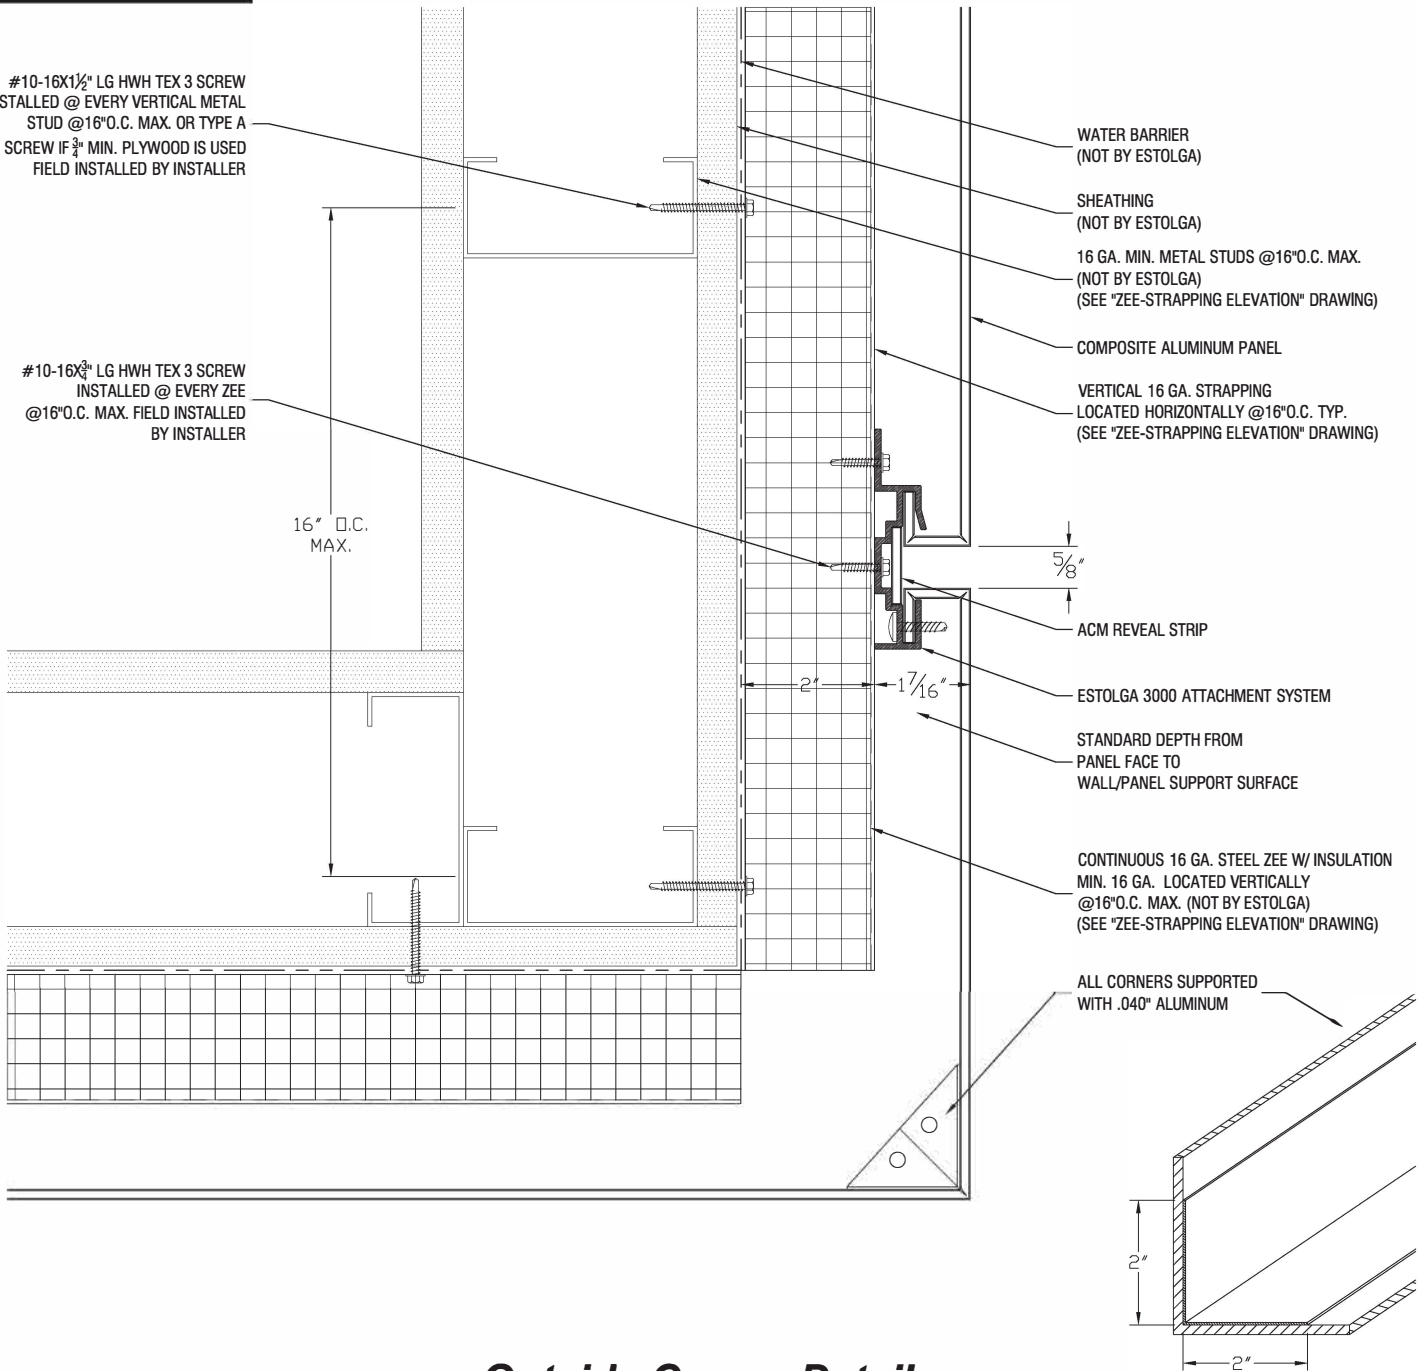 #10-16X1½" LG HWH TEX 3 SCREW
STALLED @ EVERY VERTICAL METAL
STUD @16"O.C. MAX. OR TYPE A
SCREW IF ¾" MIN. PLYWOOD IS USED
FIELD INSTALLED BY INSTALLER
#10-16X¾" LG HWH TEX 3 SCREW
INSTALLED @ EVERY ZEE
@16"O.C. MAX. FIELD INSTALLED
BY INSTALLER
16" O.C.
MAX.
WATER BARRIER
(NOT BY ESTOLGA)
SHEATHING
(NOT BY ESTOLGA)
16 GA. MIN. METAL STUDS @16"O.C. MAX.
(NOT BY ESTOLGA)
(SEE "ZEE-STRAPPING ELEVATION" DRAWING)
COMPOSITE ALUMINUM PANEL
VERTICAL 16 GA. STRAPPING
LOCATED HORIZONTALLY @16"O.C. TYP.
(SEE "ZEE-STRAPPING ELEVATION" DRAWING)
5/8"
ACM REVEAL STRIP
2"
1 7/16"
ESTOLGA 3000 ATTACHMENT SYSTEM
STANDARD DEPTH FROM
PANEL FACE TO
WALL/PANEL SUPPORT SURFACE
CONTINUOUS 16 GA. STEEL ZEE W/ INSULATION
MIN. 16 GA. LOCATED VERTICALLY
@16"O.C. MAX. (NOT BY ESTOLGA)
(SEE "ZEE-STRAPPING ELEVATION" DRAWING)
ALL CORNERS SUPPORTED
WITH .040" ALUMINUM
2"
2"